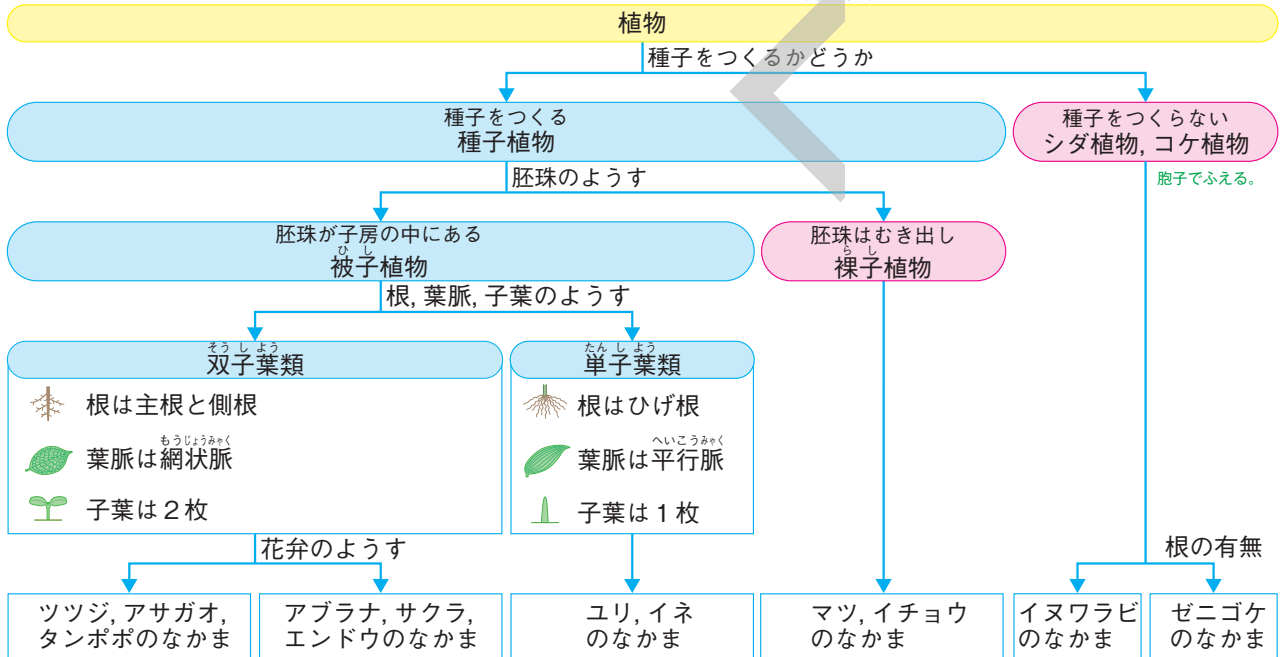 植物
種子をつくるかどうか
種子をつくる
種子植物
種子をつくらない
シダ植物, コケ植物
胞子でふえる。
胚珠のようす
胚珠が子房の中にある
ひ し
被子植物
胚珠はむき出し
ら し
裸子植物
根, 葉脈, 子葉のようす
そう し よう
双子葉類
根は主根と側根
もうじょうみゃく
葉脈は網状脈
子葉は2枚
たん し よう
単子葉類
根はひげ根
へいこうみゃく
葉脈は平行脈
子葉は1枚
花弁のようす
根の有無
ツツジ, アサガオ,
タンポポのなかま
アブラナ, サクラ,
エンドウのなかま
ユリ, イネ
のなかま
マツ, イチョウ
のなかま
イヌワラビ
のなかま
ゼニゴケ
のなかま